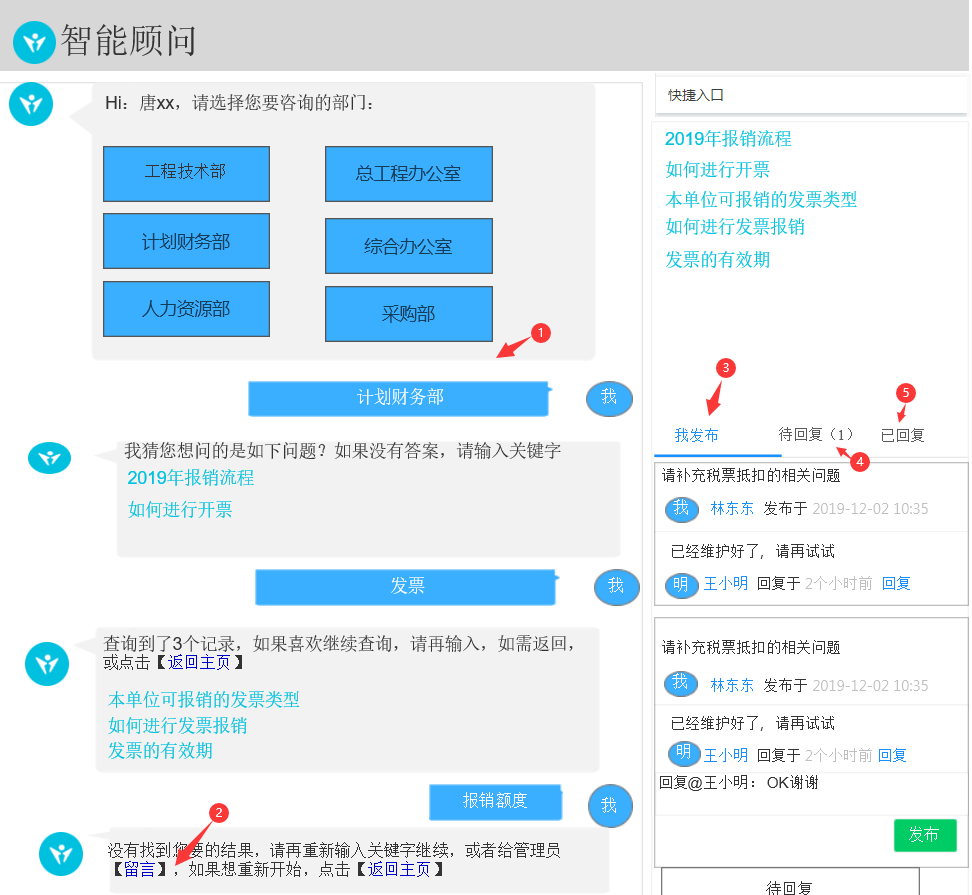 智能顾问
Hi：唐xx，请选择您要咨询的部门：
工程技术部
总工程办公室
计划财务部
综合办公室
人力资源部
采购部
1
计划财务部
我
我猜您想问的是如下问题？如果没有答案，请输入关键字
2019年报销流程
如何进行开票
发票
我
查询到了3个记录，如果喜欢继续查询，请再输入，如需返回，
或点击【返回主页】
本单位可报销的发票类型
如何进行发票报销
发票的有效期
报销额度
我
2
没有找到您要的结果，请再重新输入关键字继续，或者给管理员
【留言】，如果想重新开始，点击【返回主页】
快捷入口
2019年报销流程
如何进行开票
本单位可报销的发票类型
如何进行发票报销
发票的有效期
3
5
我发布
待回复（1）
已回复
4
请补充税票抵扣的相关问题
我 林东东 发布于 2019-12-02 10:35
已经维护好了，请再试试
明 王小明 回复于 2个小时前 回复
请补充税票抵扣的相关问题
我 林东东 发布于 2019-12-02 10:35
已经维护好了，请再试试
明 王小明 回复于 2个小时前 回复
回复@王小明：OK谢谢
发布
待回复